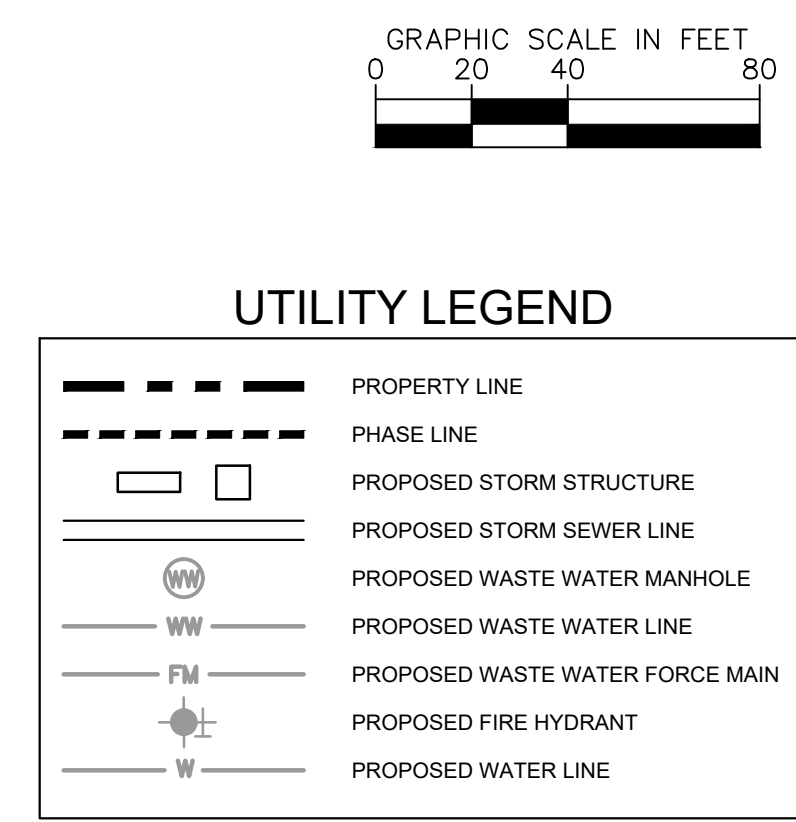 GRAPHIC SCALE IN FEET
0 20 40 80
UTILITY LEGEND
PROPERTY LINE
PHASE LINE
PROPOSED STORM STRUCTURE
PROPOSED STORM SEWER LINE
WW PROPOSED WASTE WATER MANHOLE
WW PROPOSED WASTE WATER LINE
FM PROPOSED WASTE WATER FORCE MAIN
PROPOSED FIRE HYDRANT
W PROPOSED WATER LINE